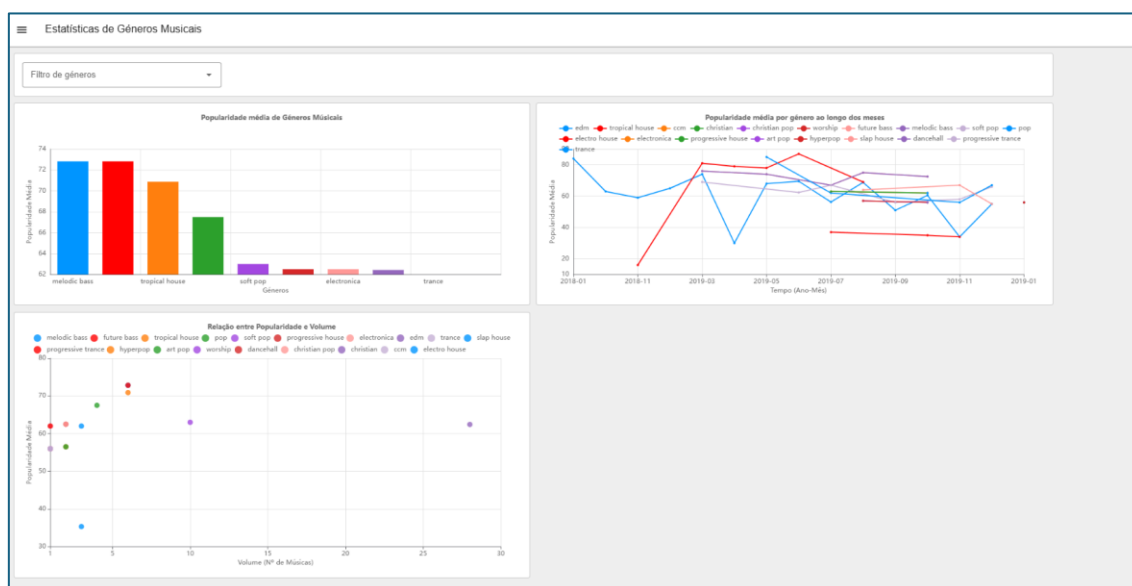 Estatísticas de Géneros Musicais
Filtro de géneros
Popularidade média de Géneros Músicais
74
72
70
68
66
64
62
Popularidade Média
melodic bass tropical house soft pop electronica trance
Géneros
Popularidade média por género ao longo dos meses
edm tropical house ccm christian christian pop worship future bass melodic bass soft pop pop
electro house electronica progressive house art pop hyperpop slap house dancehall progressive trance
trance
80
60
40
20
10
Popularidade Média
2018-01 2018-11 2019-03 2019-05 2019-07 2019-09 2019-11 2019-01
Tempo (Ano-Mês)
Relação entre Popularidade e Volume
melodic bass future bass tropical house pop soft pop progressive house electronica edm trance slap house
progressive trance hyperpop art pop worship dancehall christian pop christian ccm electro house
80
70
60
50
40
30
Popularidade Média
1 5 10 15 20 25 30
Volume (Nº de Músicas)